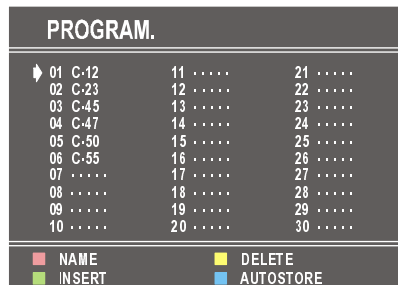 PROGRAM.
01 C-12 11 ..... 21 .....
02 C-23 12 ..... 22 .....
03 C-45 13 ..... 23 .....
04 C-47 14 ..... 24 .....
05 C-50 15 ..... 25 .....
06 C-55 16 ..... 26 .....
07 ..... 17 ..... 27 .....
08 ..... 18 ..... 28 .....
09 ..... 19 ..... 29 .....
10 ..... 20 ..... 30 .....
NAME DELETE
INSERT AUTOSTORE